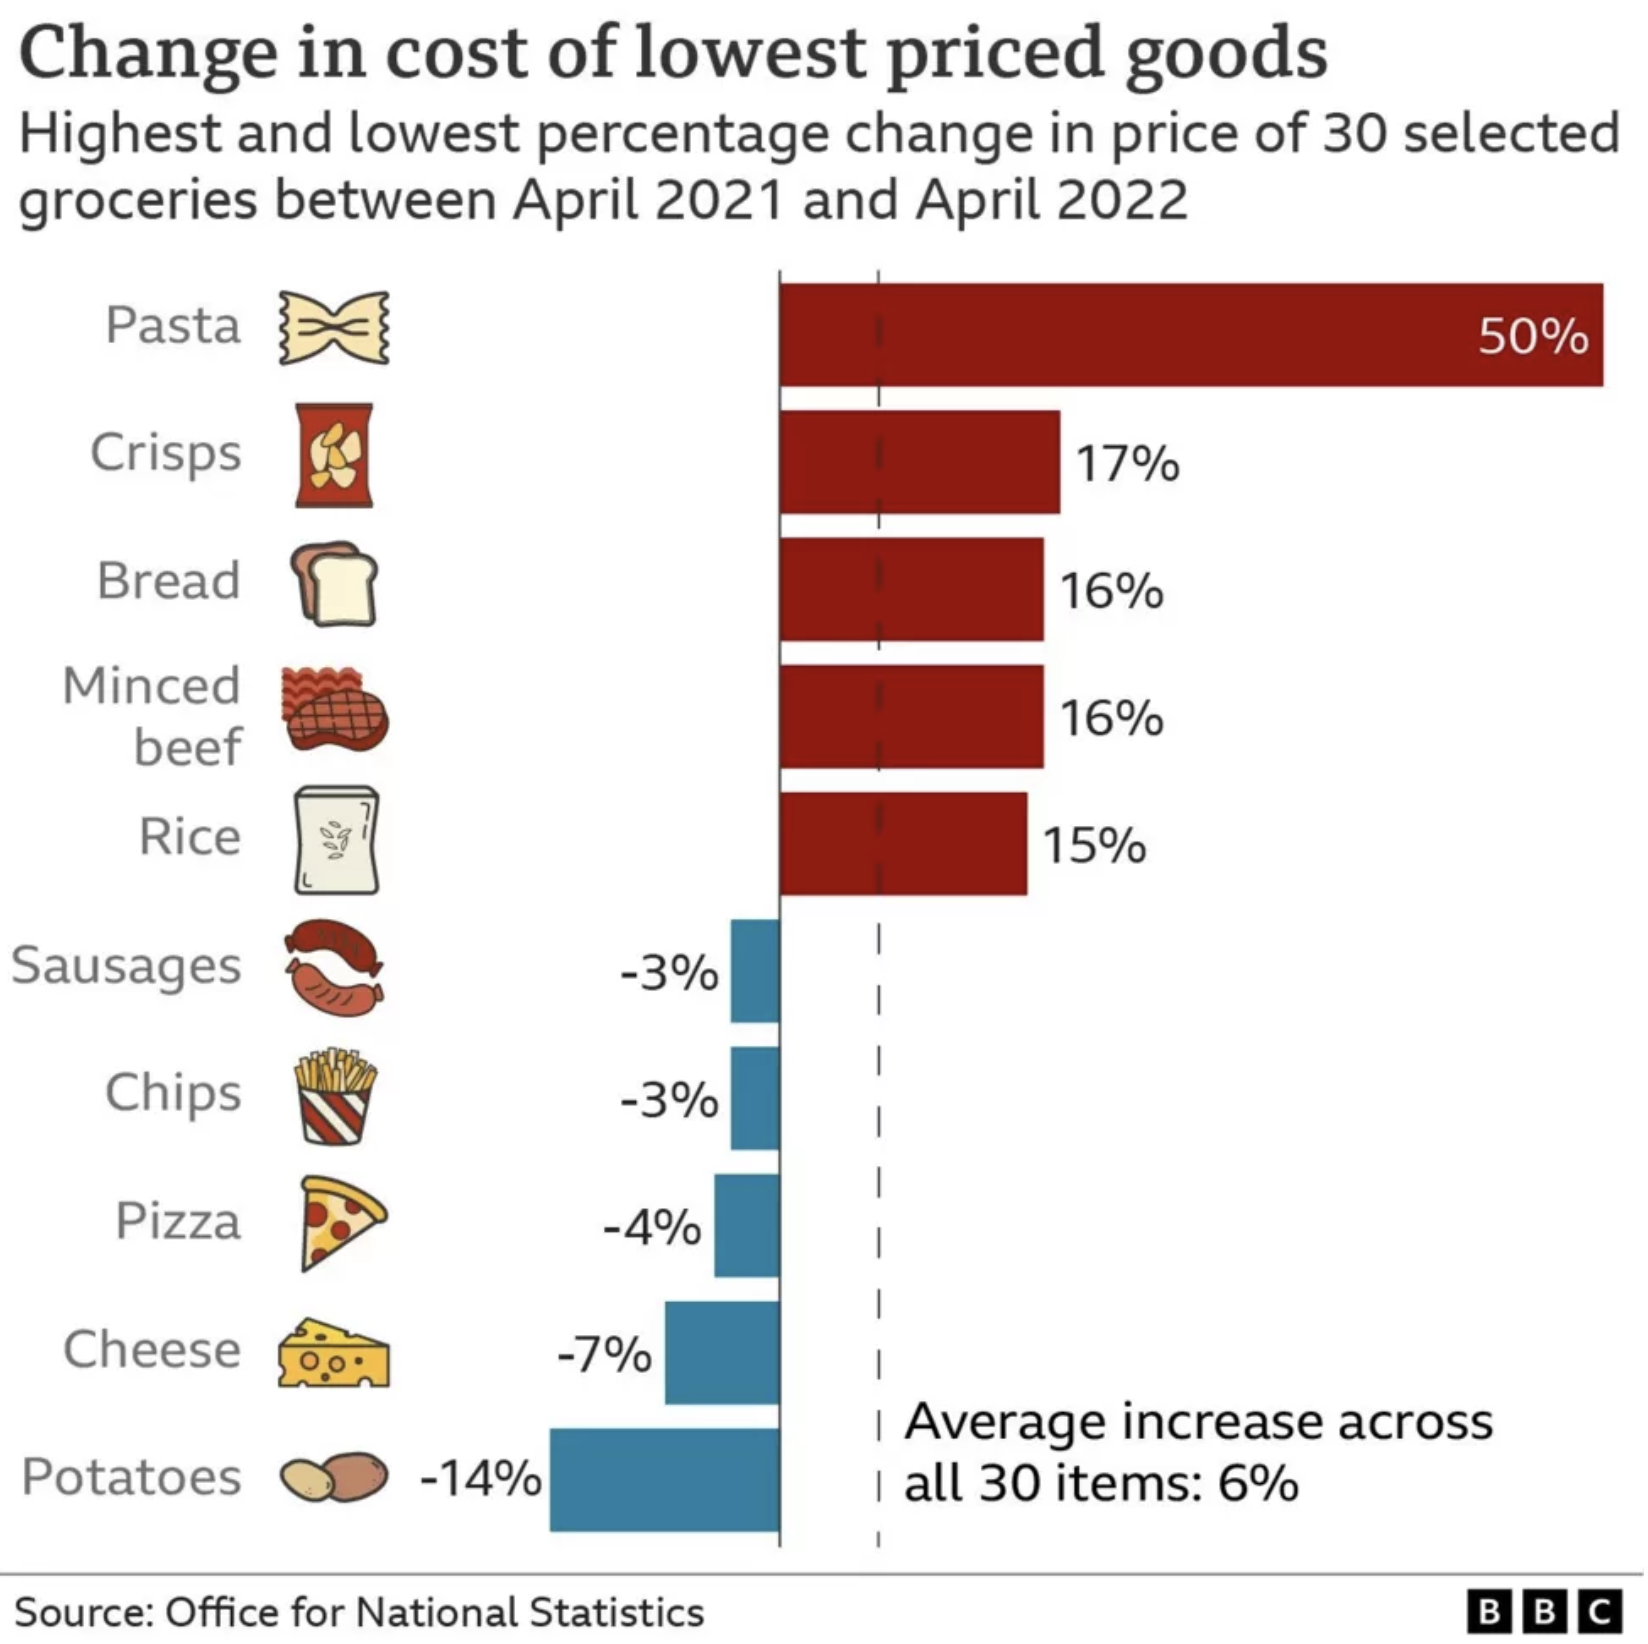 Change in cost of lowest priced goods
Highest and lowest percentage change in price of 30 selected
groceries between April 2021 and April 2022
Pasta 50%
Crisps 17%
Bread 16%
Minced
beef 16%
Rice 15%
Sausages -3%
Chips -3%
Pizza -4%
Cheese -7%
Potatoes -14%
Average increase across
all 30 items: 6%
Source: Office for National Statistics
BBC